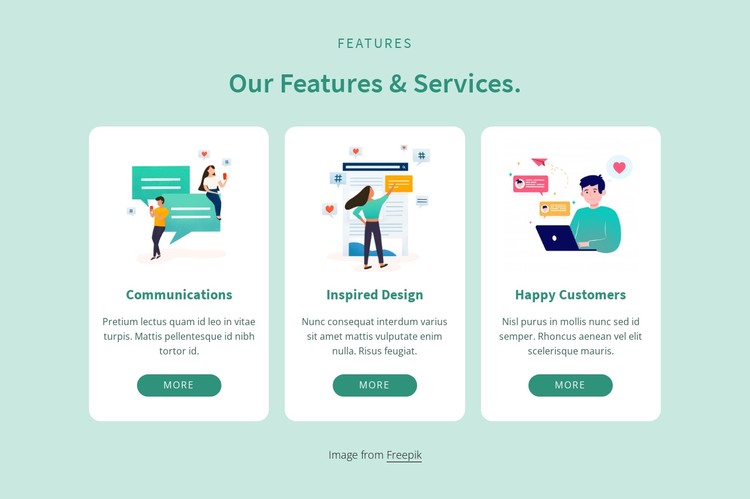 FEATURES
Our Features & Services.
Communications
Pretium lectus quam id leo in vitae
turpis. Mattis pellentesque id nibh
tortor id.
MORE
Inspired Design
Nunc consequat interdum varius
sit amet mattis vulputate enim
nulla. Risus feugiat.
MORE
Happy Customers
Nisl purus in mollis nunc sed id
semper. Rhoncus aenean vel elit
scelerisque mauris.
MORE
Image from Freepik